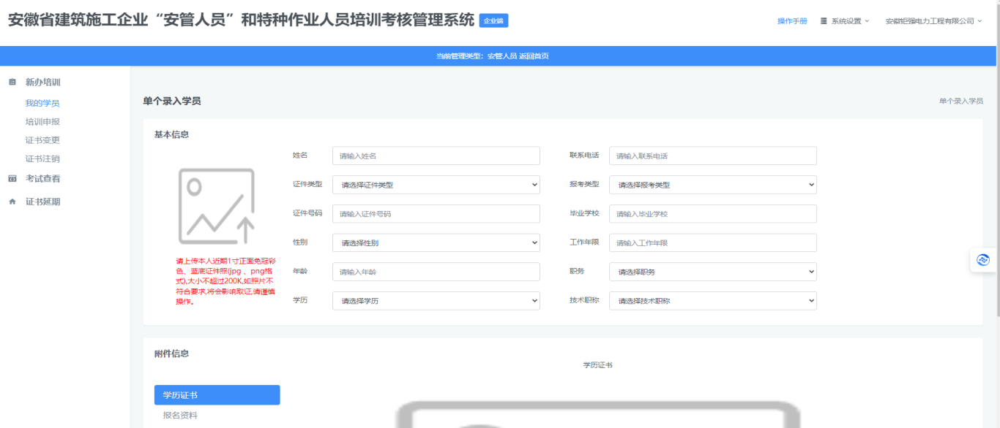 安徽省建筑施工企业“安管人员”和特种作业人员培训考核管理系统 企业端
操作手册 系统设置 安徽钜强电力工程有限公司
当前管理类型：安管人员 返回首页
新办培训
我的学员
培训申报
证书变更
证书注销
考试查看
证书延期
单个录入学员
单个录入学员
基本信息
请上传本人近期1寸正面免冠彩
色、蓝底证件照(jpg 、png格
式),大小不超过200K,如照片不
符合要求,将会影响取证,请谨慎
操作。
姓名 请输入姓名
联系电话 请输入联系电话
证件类型 请选择证件类型
报考类型 请选择报考类型
证件号码 请输入证件号码
毕业学校 请输入毕业学校
性别 请选择性别
工作年限 请输入工作年限
年龄 请输入年龄
职务 请选择职务
学历 请选择学历
技术职称 请选择技术职称
附件信息
学历证书
学历证书
报名资料